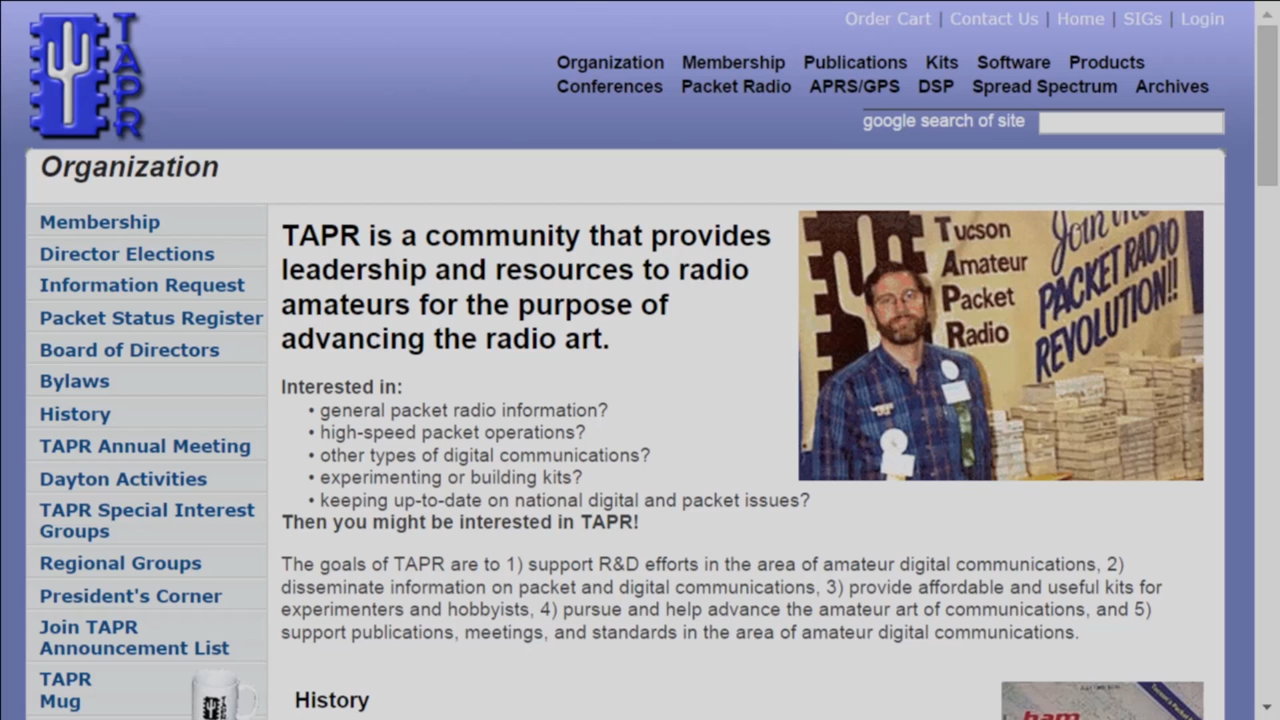 TAPR
Order Cart | Contact Us | Home | SIGs | Login
Organization Membership Publications Kits Software Products
Conferences Packet Radio APRS/GPS DSP Spread Spectrum Archives
google search of site
Organization
Membership
Director Elections
Information Request
Packet Status Register
Board of Directors
Bylaws
History
TAPR Annual Meeting
Dayton Activities
TAPR Special Interest
Groups
Regional Groups
President's Corner
Join TAPR
Announcement List
TAPR
Mug
TAPR is a community that provides
leadership and resources to radio
amateurs for the purpose of
advancing the radio art.
Tucson
Amateur
Packet
Radio
Join the
PACKET RADIO
REVOLUTION!!
Interested in:
• general packet radio information?
• high-speed packet operations?
• other types of digital communications?
• experimenting or building kits?
• keeping up-to-date on national digital and packet issues?
Then you might be interested in TAPR!
The goals of TAPR are to 1) support R&D efforts in the area of amateur digital communications, 2)
disseminate information on packet and digital communications, 3) provide affordable and useful kits for
experimenters and hobbyists, 4) pursue and help advance the amateur art of communications, and 5)
support publications, meetings, and standards in the area of amateur digital communications.
History
ham